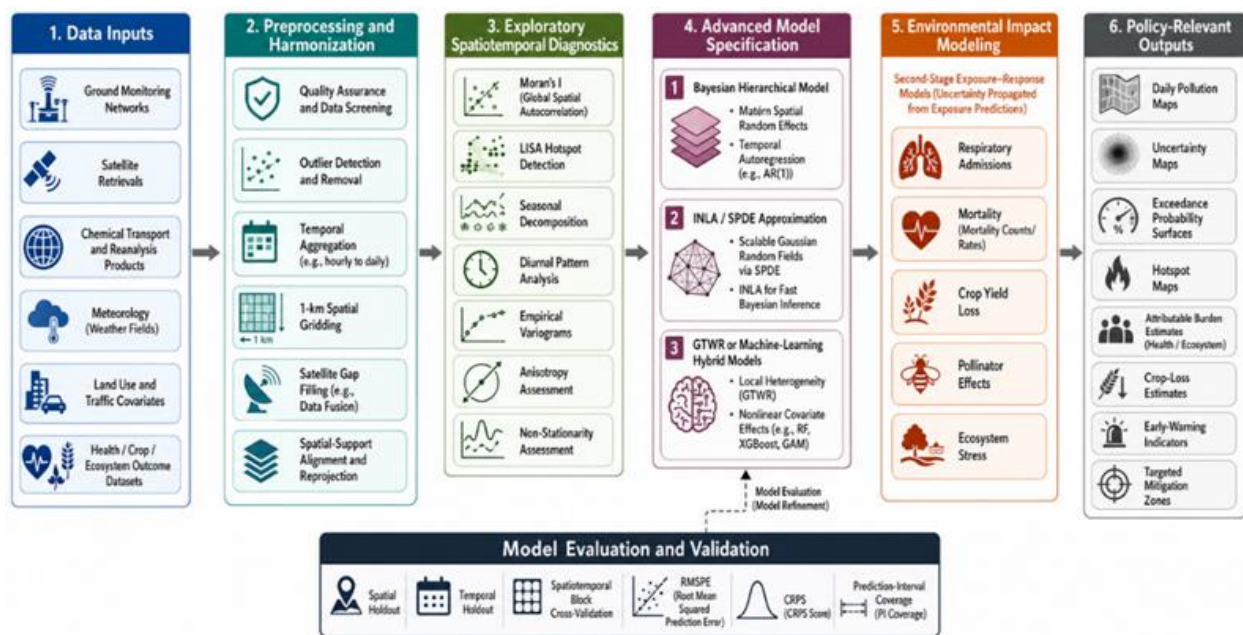 1. Data Inputs
Ground Monitoring
Networks
Satellite
Retrievals
Chemical Transport
and Reanalysis
Products
Meteorology
(Weather Fields)
Land Use and
Traffic Covariates
Health / Crop /
Ecosystem Outcome
Datasets
2. Preprocessing and
Harmonization
Quality Assurance
and Data Screening
Outlier Detection
and Removal
Temporal
Aggregation
(e.g., hourly to daily)
1-km Spatial
Gridding
← 1 km
Satellite Gap
Filling (e.g.,
Data Fusion)
Spatial-Support
Alignment and
Reprojection
3. Exploratory
Spatiotemporal Diagnostics
Moran's I
(Global Spatial
Autocorrelation)
LISA Hotspot
Detection
Seasonal
Decomposition
Diurnal Pattern
Analysis
Empirical
Variograms
Anisotropy
Assessment
Non-Stationarity
Assessment
4. Advanced Model
Specification
1 Bayesian Hierarchical Model
• Matérn Spatial
Random Effects
• Temporal
Autoregression
(e.g., AR(1))
2 INLA / SPDE Approximation
• Scalable Gaussian
Random Fields
via SPDE
• INLA for Fast
Bayesian Inference
3 GTWR or Machine-Learning
Hybrid Models
• Local Heterogeneity
(GTWR)
• Nonlinear Covariate
Effects (e.g., RF,
XGBoost, GAM)
5. Environmental Impact
Modeling
Second-Stage Exposure–Response
Models (Uncertainty Propagated
from Exposure Predictions)
Respiratory
Admissions
Mortality
(Mortality Counts/
Rates)
Crop Yield
Loss
Pollinator
Effects
Ecosystem
Stress
6. Policy-Relevant
Outputs
Daily Pollution
Maps
Uncertainty
Maps
%
Exceedance
Probability
Surfaces
Hotspot
Maps
Attributable Burden
Estimates
(Health / Ecosystem)
Crop-Loss
Estimates
Early-Warning
Indicators
Targeted
Mitigation
Zones
Model Evaluation
(Model Refinement)
Model Evaluation and Validation
Spatial
Holdout
Temporal
Holdout
Spatiotemporal
Block
Cross-Validation
RMSPE
(Root Mean
Squared
Prediction Error)
CRPS
(CRPS Score)
Prediction-Interval
Coverage
(PI Coverage)